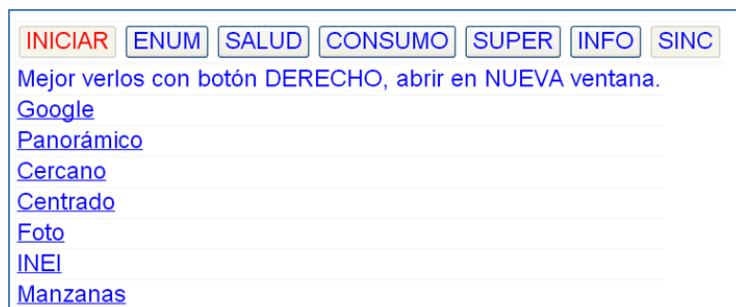 INICIAR ENUM SALUD CONSUMO SUPER INFO SINC
Mejor verlos con botón DERECHO, abrir en NUEVA ventana.
Google
Panorámico
Cercano
Centrado
Foto
INEI
Manzanas